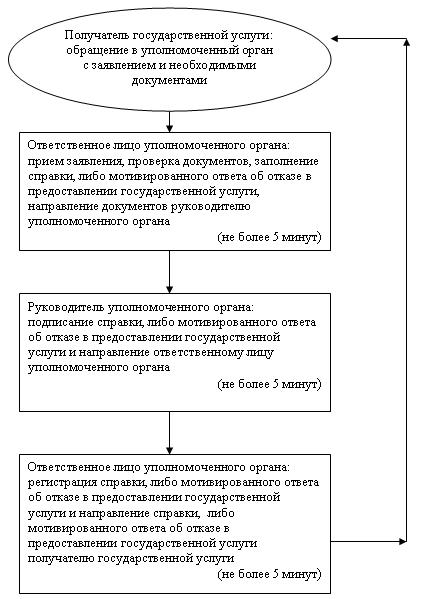 Получатель государственной услуги:
обращение в уполномоченный орган
с заявлением и необходимыми
документами
Ответственное лицо уполномоченного органа:
прием заявления, проверка документов, заполнение
справки, либо мотивированного ответа об отказе в
предоставлении государственной услуги,
направление документов руководителю
уполномоченного органа
(не более 5 минут)
Руководитель уполномоченного органа:
подписание справки, либо мотивированного ответа
об отказе в предоставлении государственной
услуги и направление ответственному лицу
уполномоченного органа
(не более 5 минут)
Ответственное лицо уполномоченного органа:
регистрация справки, либо мотивированного ответа
об отказе в предоставлении государственной
услуги и направление справки, либо
мотивированного ответа об отказе в
предоставлении государственной услуги
получателю государственной услуги
(не более 5 минут)